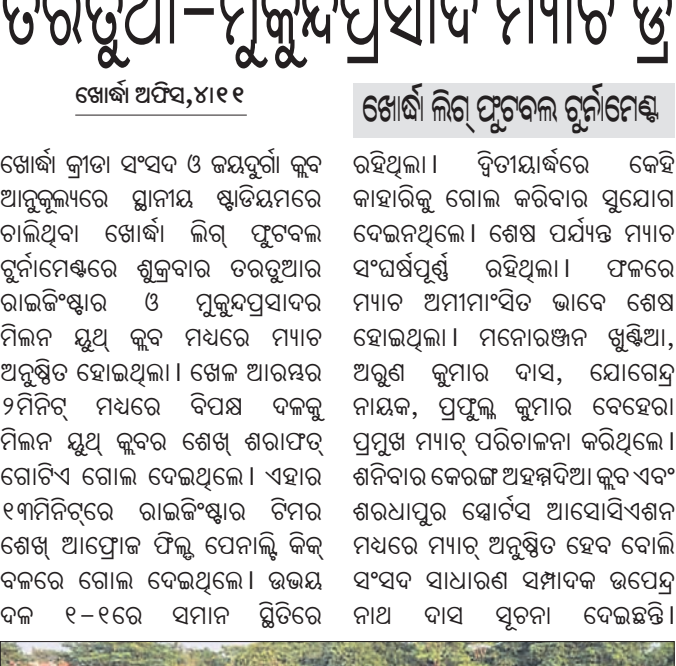 ତରତୁଆ–ମୁକୁନ୍ଦପ୍ରସାଦ ମ୍ୟାଚ ଡ୍ର
ଖୋର୍ଦ୍ଧା ଅଫିସ,୪ା୧୧
ଖୋର୍ଦ୍ଧା ଲିଗ୍ ଫୁଟବଲ ଟୁର୍ନାମେଣ୍ଟ
ଖୋର୍ଦ୍ଧା କ୍ରୀଡା ସଂସଦ ଓ ଜୟଦୁର୍ଗା କ୍ଲବ
ଆନୁକୂଲ୍ୟରେ ସ୍ଥାନୀୟ ଷ୍ଟାଡିୟମରେ
ଚାଲିଥିବା ଖୋର୍ଦ୍ଧା ଲିଗ୍ ଫୁଟବଲ
ଟୁର୍ନାମେଣ୍ଟରେ ଶୁକ୍ରବାର ତରତୁଆର
ରାଇଜିଂଷ୍ଟାର ଓ ମୁକୁନ୍ଦପ୍ରସାଦର
ମିଲନ ୟୁଥ୍ କ୍ଲବ ମଧ୍ୟରେ ମ୍ୟାଚ
ଅନୁଷ୍ଠିତ ହୋଇଥିଲା। ଖେଳ ଆରମ୍ଭର
୨ମିନିଟ୍ ମଧ୍ୟରେ ବିପକ୍ଷ ଦଳକୁ
ମିଲନ ୟୁଥ୍ କ୍ଲବର ଶେଖ୍ ଶରାଫତ୍
ଗୋଟିଏ ଗୋଲ ଦେଇଥିଲେ। ଏହାର
୧୩ମିନିଟ୍‌ରେ ରାଇଜିଂଷ୍ଟାର ଟିମର
ଶେଖ୍ ଆଫ୍ରୋଜ ଫିଲ୍ଡ ପେନାଲ୍ଟି କିକ୍
ବଳରେ ଗୋଲ ଦେଇଥିଲେ। ଉଭୟ
ଦଳ ୧–୧ରେ ସମାନ ସ୍ଥିତିରେ
ରହିଥିଲା। ଦ୍ୱିତୀୟାର୍ଦ୍ଧରେ କେହି
କାହାରିକୁ ଗୋଲ କରିବାର ସୁଯୋଗ
ଦେଇନଥିଲେ। ଶେଷ ପର୍ଯ୍ୟନ୍ତ ମ୍ୟାଚ
ସଂଘର୍ଷପୂର୍ଣ୍ଣ ରହିଥିଲା। ଫଳରେ
ମ୍ୟାଚ ଅମୀମାଂସିତ ଭାବେ ଶେଷ
ହୋଇଥିଲା। ମନୋରଞ୍ଜନ ଖୁଣ୍ଟିଆ,
ଅରୁଣ କୁମାର ଦାସ, ଯୋଗେନ୍ଦ୍ର
ନାୟକ, ପ୍ରଫୁଲ୍ଲ କୁମାର ବେହେରା
ପ୍ରମୁଖ ମ୍ୟାଚ୍ ପରିଚାଳନା କରିଥିଲେ।
ଶନିବାର କେରଙ୍ଗ ଅହମ୍ମଦିଆ କ୍ଲବ ଏବଂ
ଶରଧାପୁର ସ୍ପୋର୍ଟସ ଆସୋସିଏଶନ
ମଧ୍ୟରେ ମ୍ୟାଚ୍ ଅନୁଷ୍ଠିତ ହେବ ବୋଲି
ସଂସଦ ସାଧାରଣ ସମ୍ପାଦକ ଉପେନ୍ଦ୍ର
ନାଥ ଦାସ ସୂଚନା ଦେଇଛନ୍ତି।